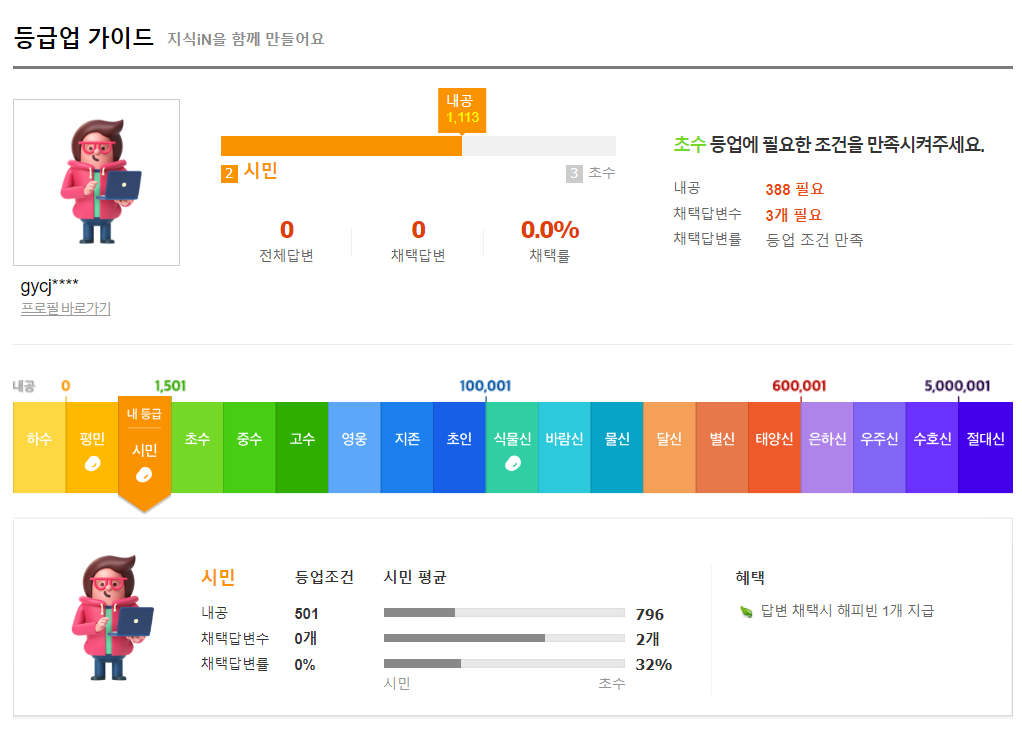 등급업 가이드 지식iN을 함께 만들어요
내공
1,113
2 시민
3 초수
0
전체답변
0
채택답변
0.0%
채택률
gycj****
프로필 바로가기
초수 등업에 필요한 조건을 만족시켜주세요.
내공 388 필요
채택답변수 3개 필요
채택답변률 등업 조건 만족
내공 0 1,501 100,001 600,001 5,000,001
하수 평민 내 등급 시민 초수 중수 고수 영웅 지존 초인 식물신 바람신 물신 달신 별신 태양신 은하신 우주신 수호신 절대신
시민 등업조건 시민 평균
내공 501 796
채택답변수 0개 2개
채택답변률 0% 32%
시민 초수
혜택
답변 채택시 해피빈 1개 지급